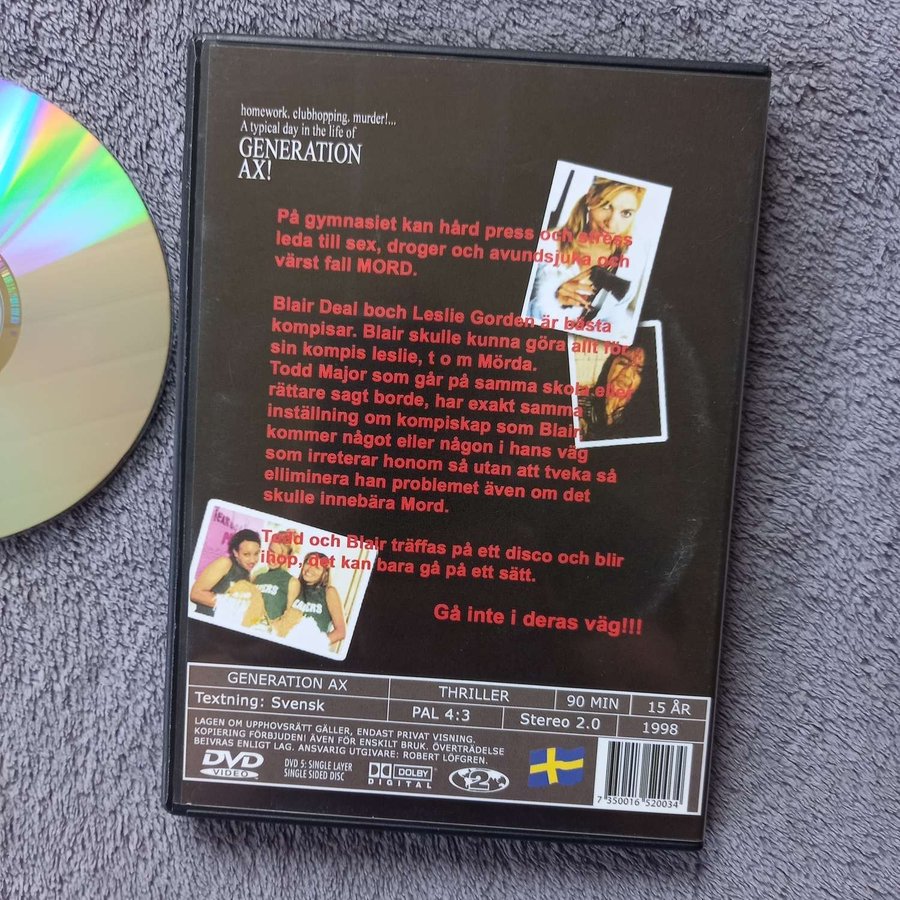 homework. clubhopping. murder!...
A typical day in the life of
GENERATION
AX!
På gymnasiet kan hård press och stress
leda till sex, droger och avundsjuka och
värst fall MORD.
Blair Deal boch Leslie Gorden är bästa
kompisar. Blair skulle kunna göra allt för
sin kompis leslie, t o m Mörda.
Todd Major som går på samma skola eller
rättare sagt borde, har exakt samma
inställning om kompiskap som Blair,
kommer något eller någon i hans väg
som irreterar honom så utan att tveka så
elliminera han problemet även om det
skulle innebära Mord.
Todd och Blair träffas på ett disco och blir
ihop, det kan bara gå på ett sätt.
Gå inte i deras väg!!!
GENERATION AX THRILLER 90 MIN 15 ÅR
Textning: Svensk PAL 4:3 Stereo 2.0 1998
LAGEN OM UPPHOVSRÄTT GÄLLER, ENDAST PRIVAT VISNING.
KOPIERING FÖRBJUDEN! ÄVEN FÖR ENSKILT BRUK. ÖVERTRÄDELSE
BEIVRAS ENLIGT LAG. ANSVARIG UTGIVARE: ROBERT LÖFGREN.
DVD VIDEO
DVD 5: SINGLE LAYER
SINGLE SIDED DISC
DOLBY
DIGITAL
2
7 350016 520034